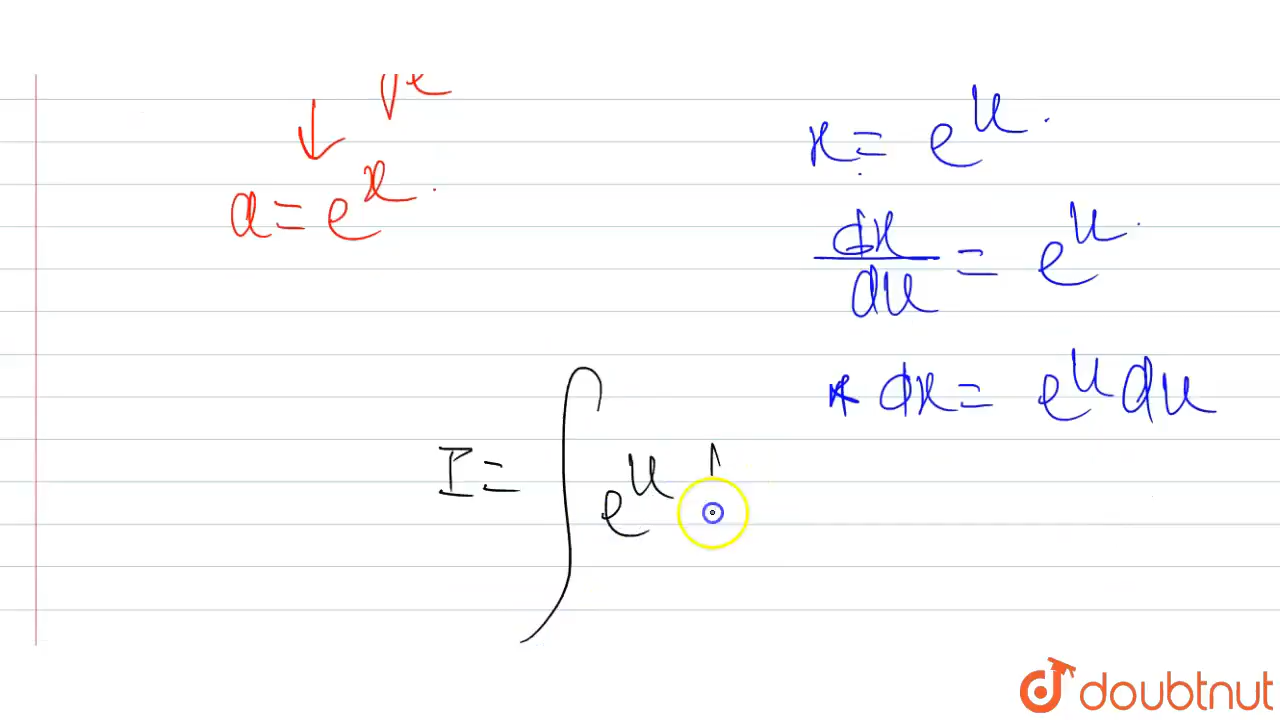 a = e^x
x = e^u
dx/du = e^u
dx = e^u du
I = ∫ e^u
doubtnut